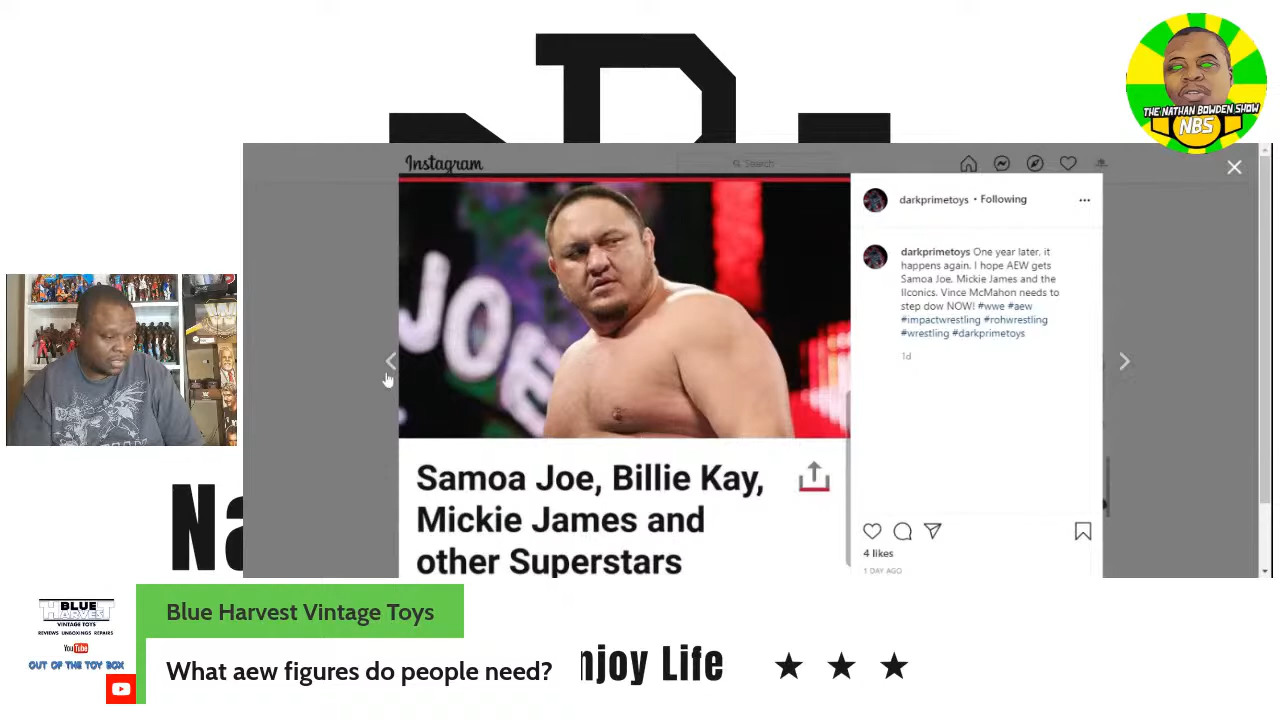 THE NATHAN BOWDEN SHOW
NBS
Instagram
Search
JOE
darkprimetoys • Following
darkprimetoys One year later, it
happens again. I hope AEW gets
Samoa Joe. Mickie James and the
IIconics. Vince McMahon needs to
step dow NOW! #wwe #aew
#impactwrestling #rohwrestling
#wrestling #darkprimetoys
1d
Samoa Joe, Billie Kay,
Mickie James and
other Superstars
4 likes
1 DAY AGO
Na
BLUE
HARVEST
VINTAGE TOYS
REVIEWS UNBOXINGS REPAIRS
YouTube
OUT OF THE TOY BOX
Blue Harvest Vintage Toys
What aew figures do people need?
njoy Life